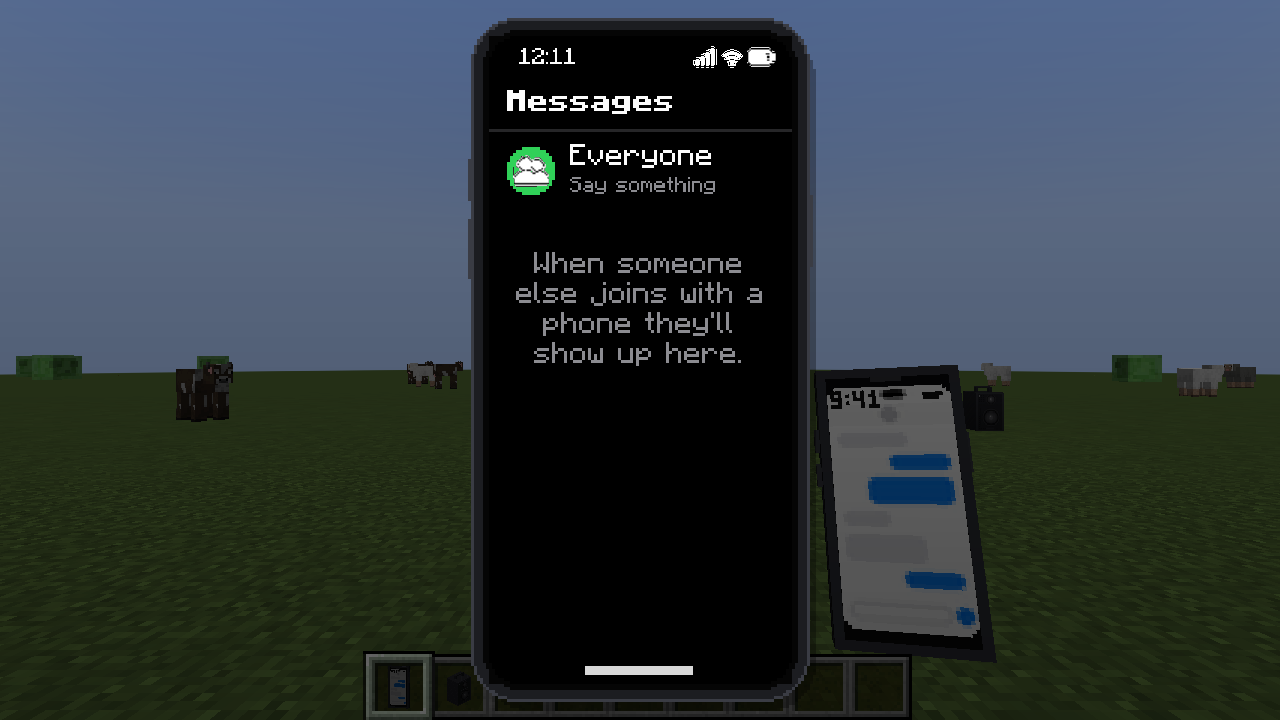 12:11
Messages
Everyone
Say something
When someone
else joins with a
phone they'll
show up here.
9:41